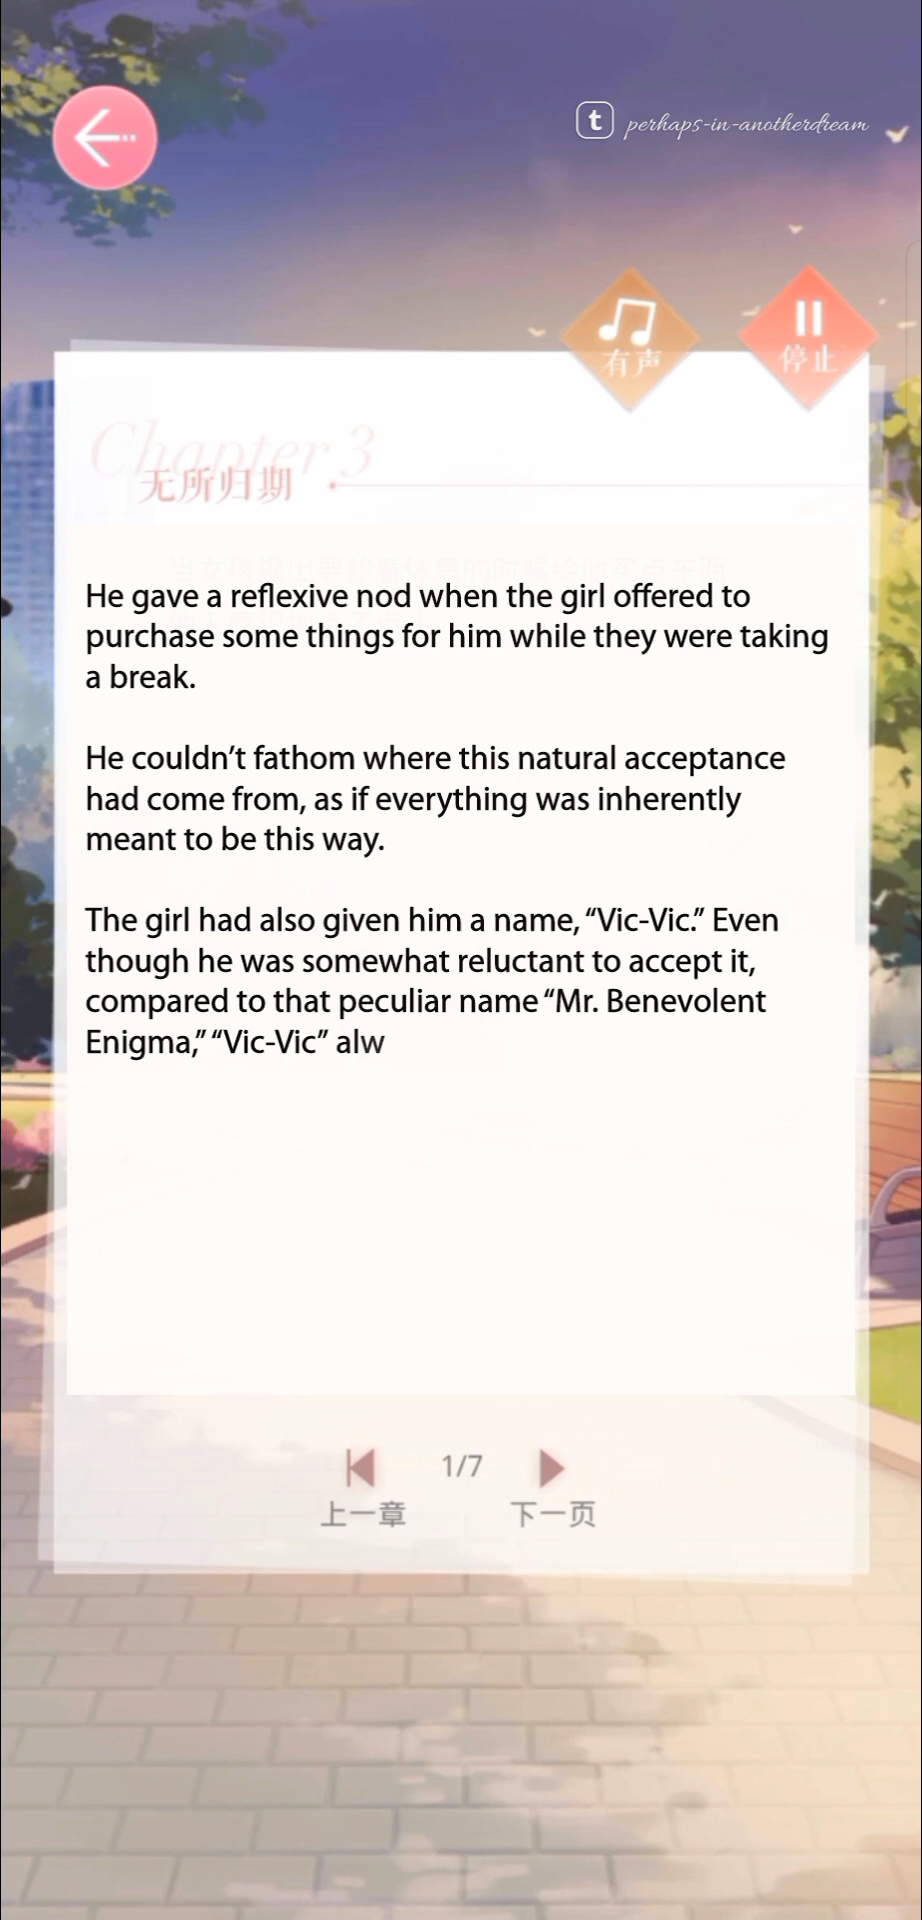 t perhaps-in-anotherdream
有声
停止
Chapter 3
无所归期
He gave a reflexive nod when the girl offered to
purchase some things for him while they were taking
a break.
He couldn’t fathom where this natural acceptance
had come from, as if everything was inherently
meant to be this way.
The girl had also given him a name, “Vic-Vic.” Even
though he was somewhat reluctant to accept it,
compared to that peculiar name “Mr. Benevolent
Enigma,” “Vic-Vic” alw
1/7
上一章
下一页